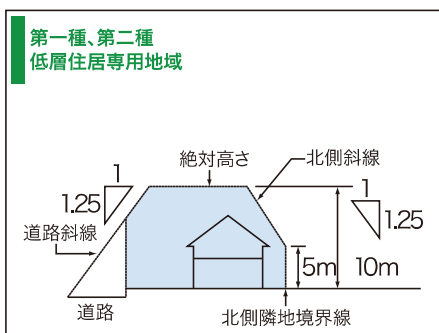 第一種、第二種
低層住居専用地域
絶対高さ
北側斜線
1
1.25
1
1.25
道路斜線
5m
10m
道路
北側隣地境界線